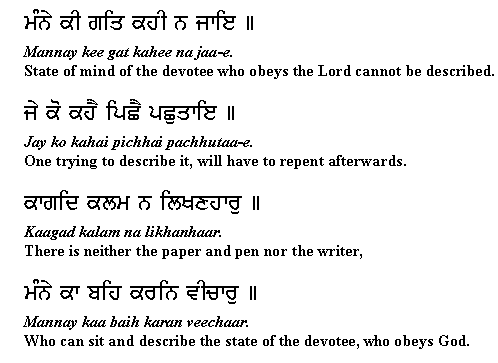 ਮੰਨੇ ਕੀ ਗਤਿ ਕਹੀ ਨ ਜਾਇ ॥
Mannay kee gat kahee na jaa-e.
State of mind of the devotee who obeys the Lord cannot be described.
ਜੇ ਕੋ ਕਹੈ ਪਿਛੈ ਪਛੁਤਾਇ ॥
Jay ko kahai pichhai pachhutaa-e.
One trying to describe it, will have to repent afterwards.
ਕਾਗਦਿ ਕਲਮ ਨ ਲਿਖਣਹਾਰੁ ॥
Kaagad kalam na likhanhaar.
There is neither the paper and pen nor the writer,
ਮੰਨੇ ਕਾ ਬਹਿ ਕਰਨਿ ਵੀਚਾਰੁ ॥
Mannay kaa baih karan veechaar.
Who can sit and describe the state of the devotee, who obeys God.